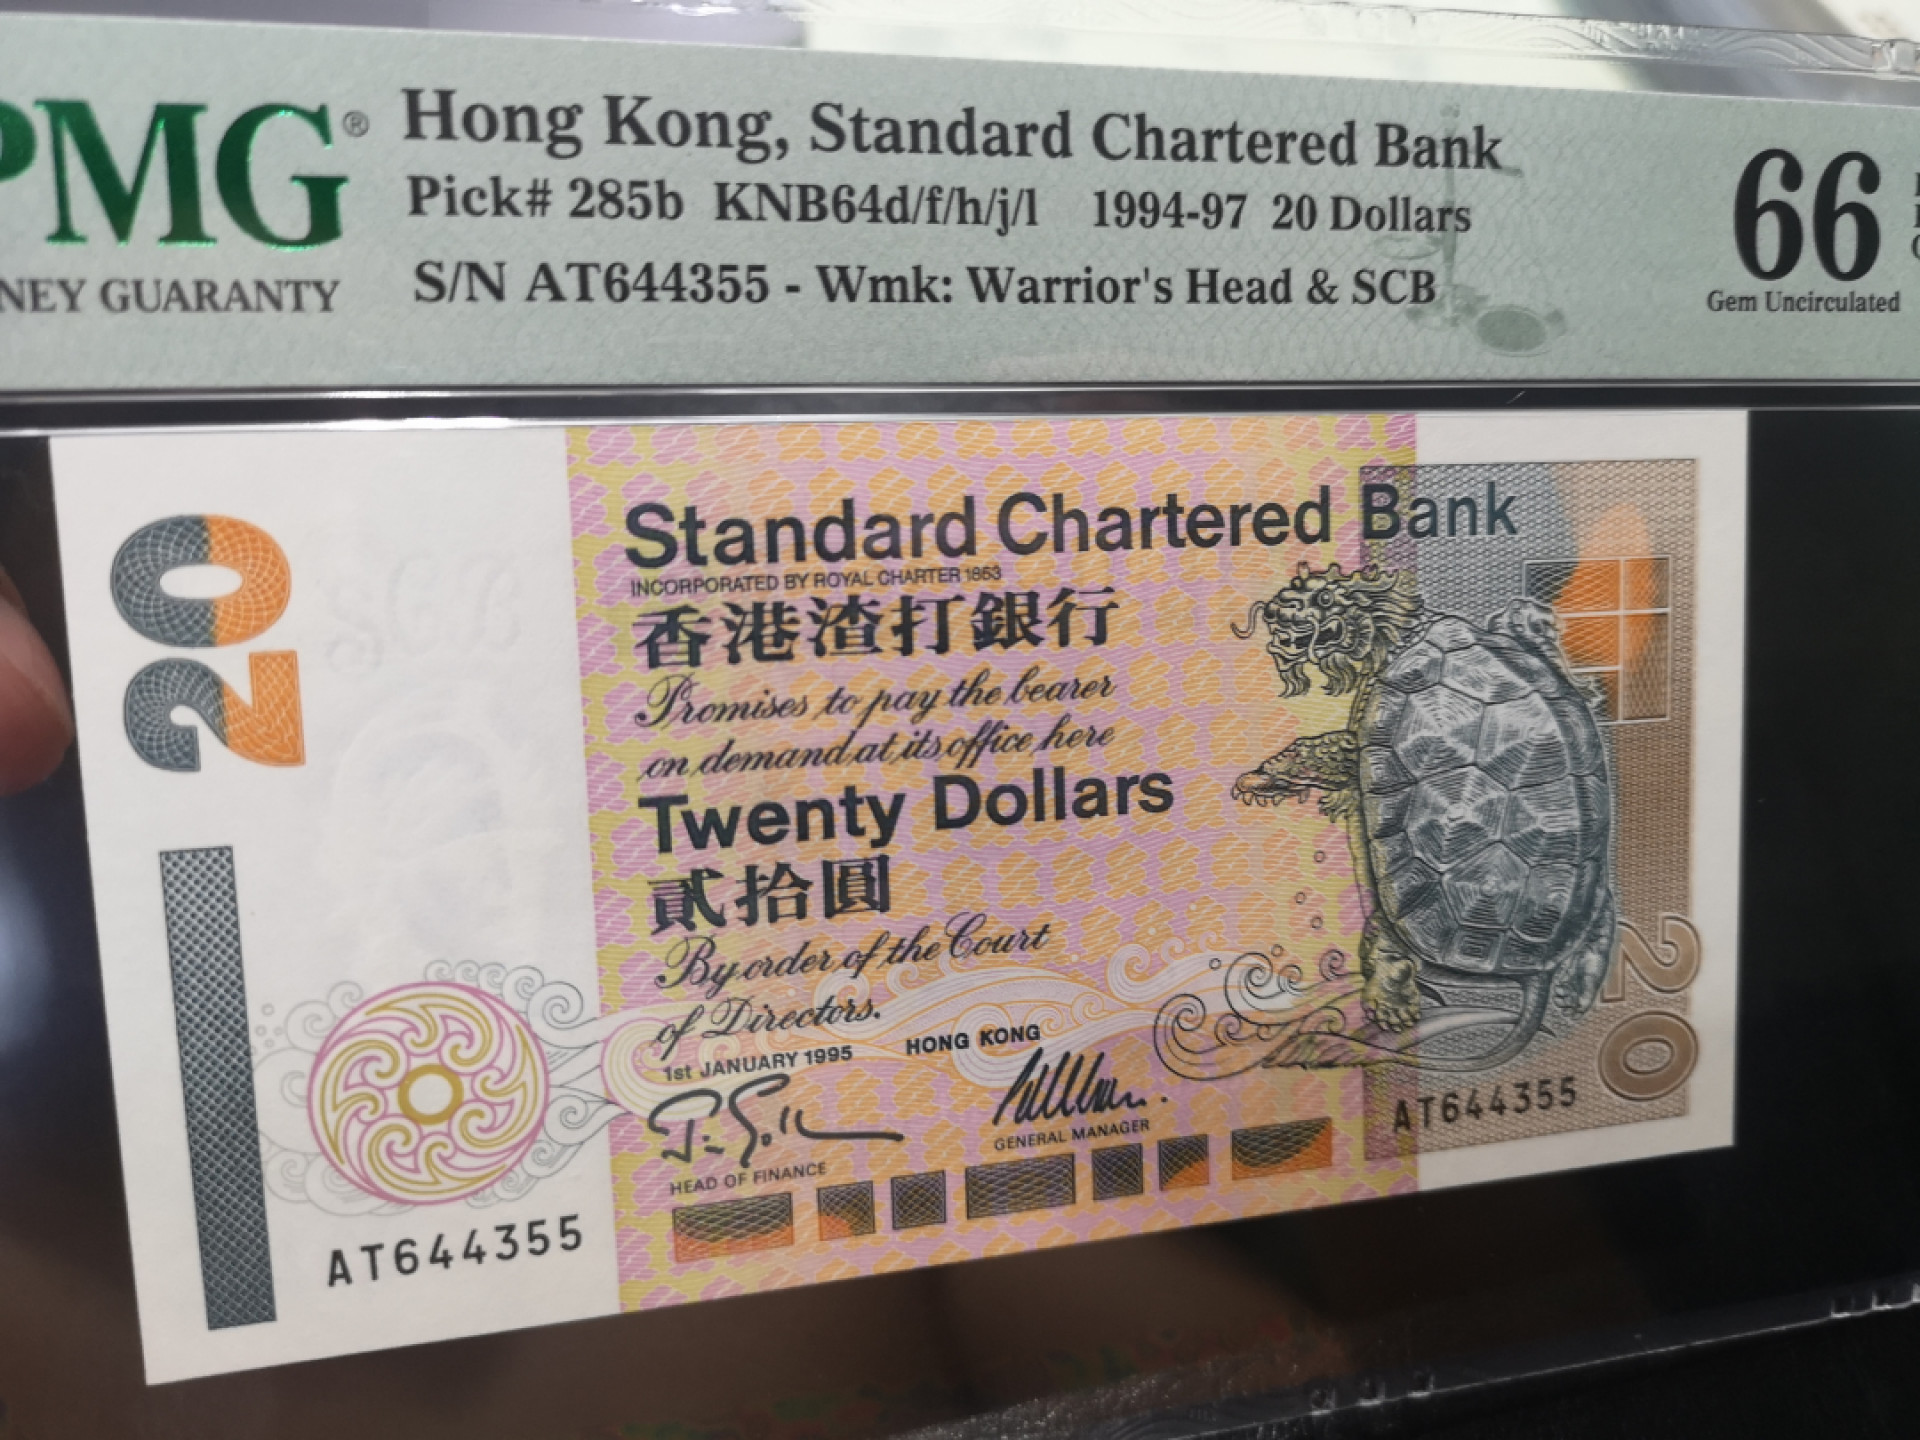 PMG®
Hong Kong, Standard Chartered Bank
Pick# 285b KNB64d/f/h/j/l 1994-97 20 Dollars
S/N AT644355 - Wmk: Warrior's Head & SCB
GUARANTY
66
Gem Uncirculated
20
Standard Chartered Bank
INCORPORATED BY ROYAL CHARTER 1853
香港渣打銀行
Promises to pay the bearer
on demand at its office here
Twenty Dollars
貳拾圓
By order of the Court
of Directors.
1st JANUARY 1995 HONG KONG
HEAD OF FINANCE
GENERAL MANAGER
20
AT644355
AT644355